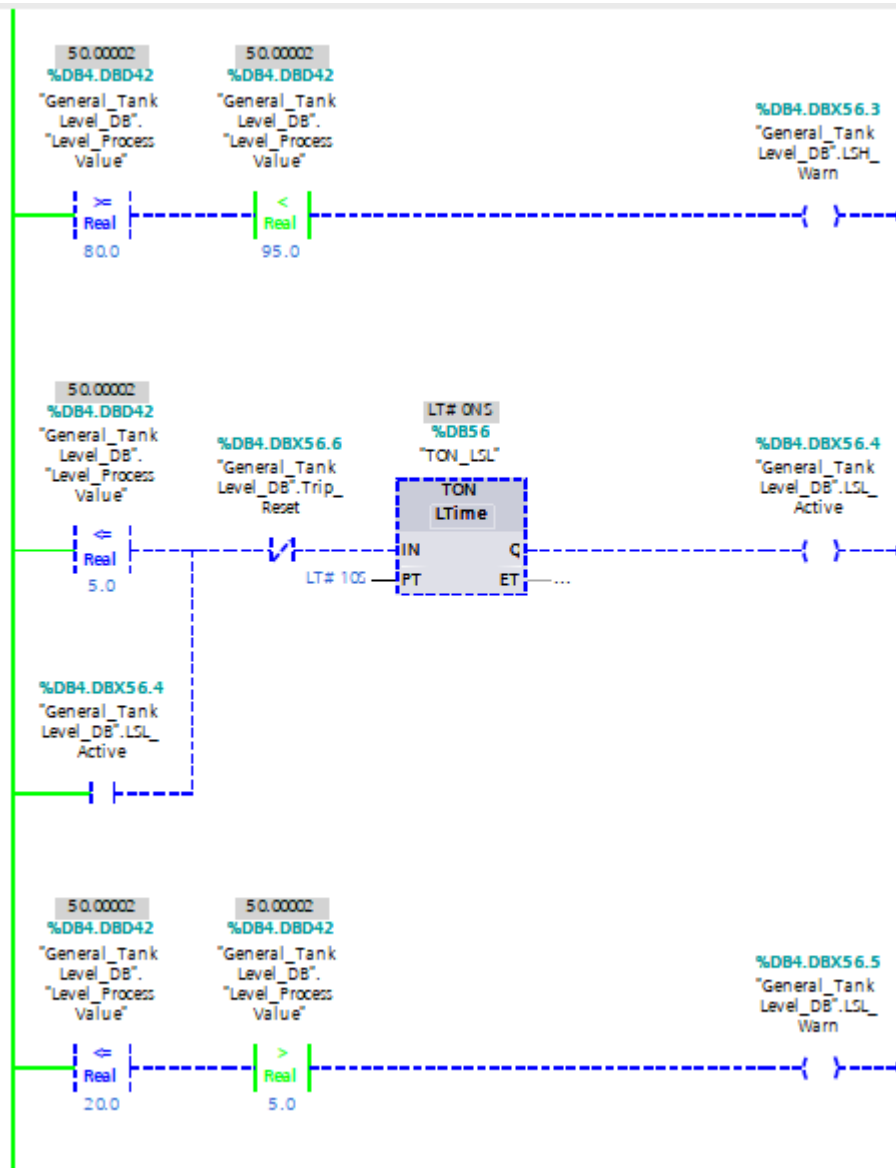 50.00002 50.00002
%DB4.DBD42 %DB4.DBD42
"General_Tank "General_Tank
Level_DB". Level_DB".
"Level_Process "Level_Process
Value" Value"
%DB4.DBX56.3
"General_Tank
Level_DB".LSH_
Warn
>= <
Real Real
80.0 95.0
50.00002
%DB4.DBD42
"General_Tank
Level_DB".
"Level_Process
Value"
%DB4.DBX56.6
"General_Tank
Level_DB".Trip_
Reset
LT# 0NS
%DB56
"TON_LSL"
TON
LTime
%DB4.DBX56.4
"General_Tank
Level_DB".LSL_
Active
<=
Real
5.0
IN Q
LT# 10S PT ET ...
%DB4.DBX56.4
"General_Tank
Level_DB".LSL_
Active
50.00002 50.00002
%DB4.DBD42 %DB4.DBD42
"General_Tank "General_Tank
Level_DB". Level_DB".
"Level_Process "Level_Process
Value" Value"
%DB4.DBX56.5
"General_Tank
Level_DB".LSL_
Warn
<= >
Real Real
20.0 5.0